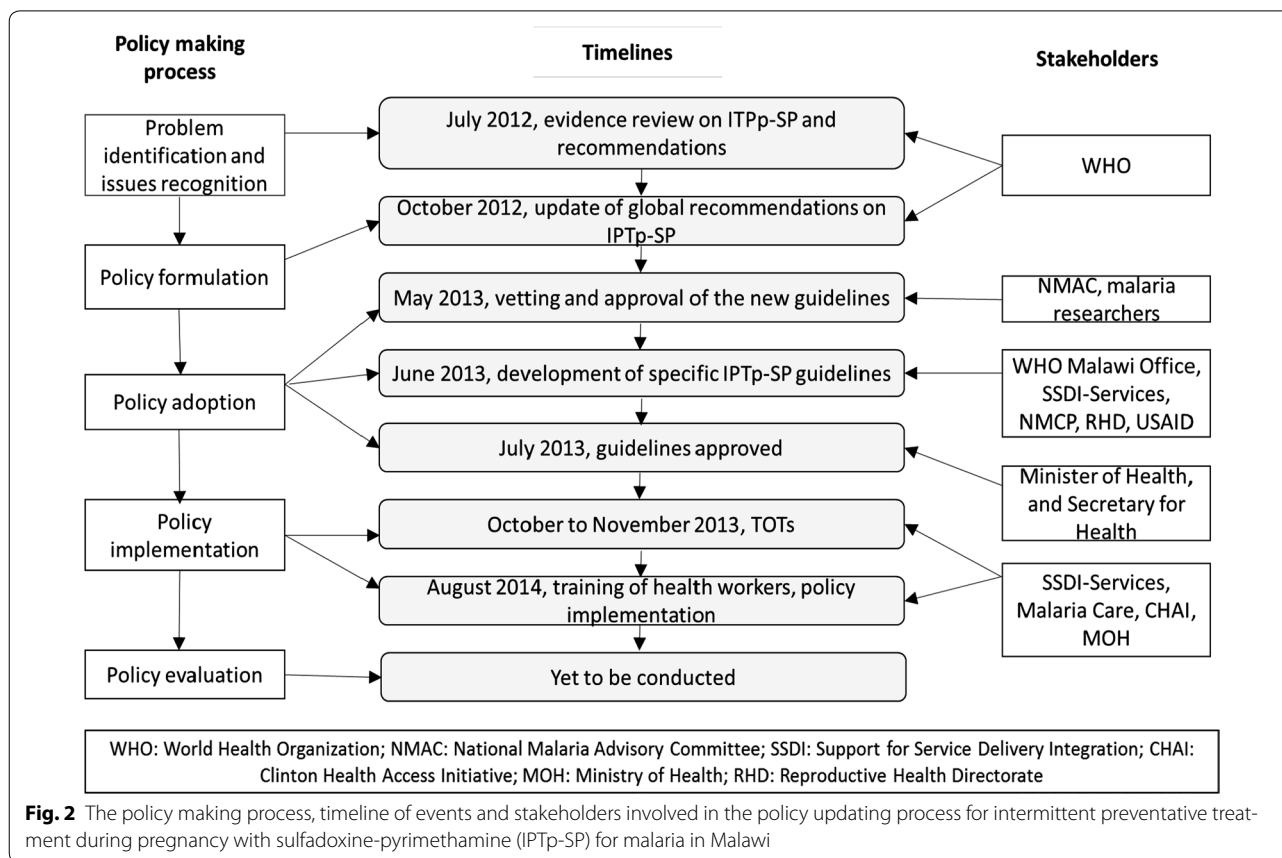 Policy making
process
Timelines
Stakeholders
Problem
identification and
issues recognition
July 2012, evidence review on ITPp-SP and
recommendations
WHO
October 2012, update of global recommendations on
IPTp-SP
Policy formulation
May 2013, vetting and approval of the new guidelines
NMAC, malaria
researchers
Policy adoption
June 2013, development of specific IPTp-SP guidelines
WHO Malawi Office,
SSDI-Services,
NMCP, RHD, USAID
July 2013, guidelines approved
Minister of Health,
and Secretary for
Health
Policy
implementation
October to November 2013, TOTs
August 2014, training of health workers, policy
implementation
SSDI-Services,
Malaria Care, CHAI,
MOH
Policy evaluation
Yet to be conducted
WHO: World Health Organization; NMAC: National Malaria Advisory Committee; SSDI: Support for Service Delivery Integration; CHAI:
Clinton Health Access Initiative; MOH: Ministry of Health; RHD: Reproductive Health Directorate
Fig. 2 The policy making process, timeline of events and stakeholders involved in the policy updating process for intermittent preventative treat-
ment during pregnancy with sulfadoxine-pyrimethamine (IPTp-SP) for malaria in Malawi